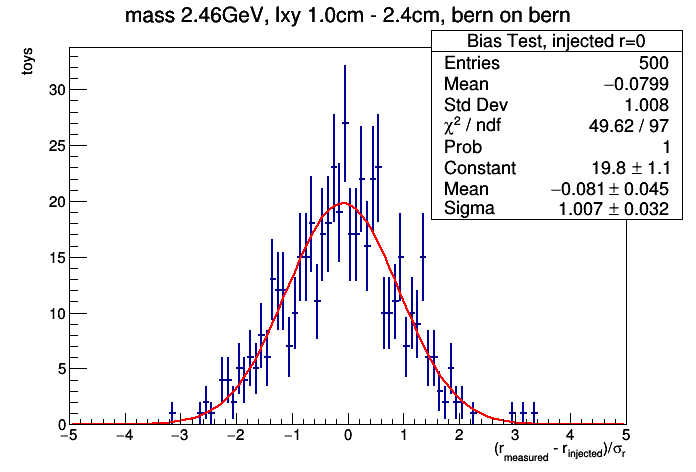 mass 2.46GeV, lxy 1.0cm - 2.4cm, bern on bern
toys
Bias Test, injected r=0
Entries 500
Mean −0.0799
Std Dev 1.008
χ² / ndf 49.62 / 97
Prob 1
Constant 19.8 ± 1.1
Mean −0.081 ± 0.045
Sigma 1.007 ± 0.032
30
25
20
15
10
5
0
−5 −4 −3 −2 −1 0 1 2 3 4 5
(r_measured - r_injected)/σ_r